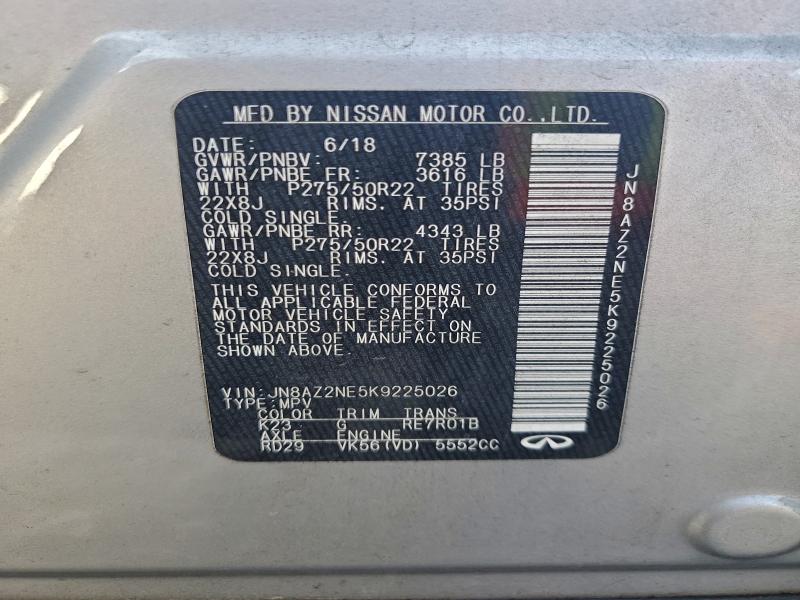 MFD BY NISSAN MOTOR CO.,LTD.
DATE: 6/18
GVWR/PNBV: 7385 LB
GAWR/PNBE FR: 3616 LB
WITH P275/50R22 TIRES
22X8J RIMS. AT 35PSI
COLD SINGLE.
GAWR/PNBE RR: 4343 LB
WITH P275/50R22 TIRES
22X8J RIMS. AT 35PSI
COLD SINGLE.
THIS VEHICLE CONFORMS TO
ALL APPLICABLE FEDERAL
MOTOR VEHICLE SAFETY
STANDARDS IN EFFECT ON
THE DATE OF MANUFACTURE
SHOWN ABOVE.
VIN:JN8AZ2NE5K9225026
TYPE:MPV
COLOR TRIM TRANS
K23 G RE7R01B
AXLE ENGINE
RD29 VK56(VD) 5552CC
JN8AZ2NE5K9225026